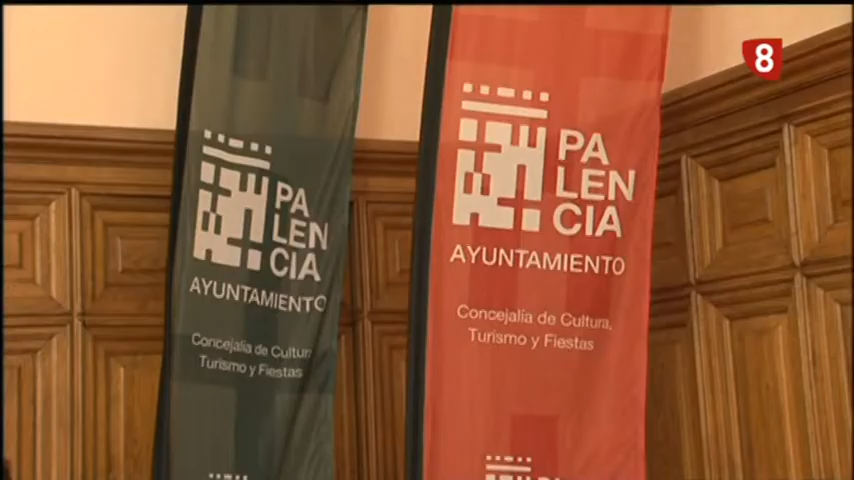 PA
LEN
CIA
AYUNTAMIENTO
Concejalía de Cultura,
Turismo y Fiestas
PA
LEN
CIA
AYUNTAMIENTO
Concejalía de Cultura,
Turismo y Fiestas
8